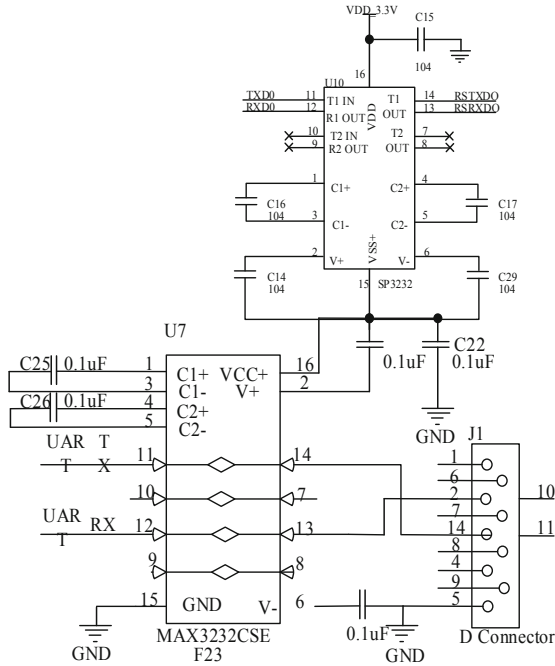 VDD_3.3V
C15
104
16
U10
TXD0 11 T1 IN VDD T1 14 RSTXDO
RXD0 12 R1 OUT OUT 13 RSRXDO
10 T2 IN T2 7
9 R2 OUT OUT 8
1 C1+ C2+ 4
C16 104
C17 104
3 C1- C2- 5
2 V+ VSS+ V- 6
C14 104
15 SP3232
C29 104
U7
C25 0.1uF 1 C1+ VCC+ 16
3 C1- V+ 2
0.1uF
C22 0.1uF
C26 0.1uF 4 C2+
5 C2-
GND
J1
UAR T
T X 11 14
10 7
UAR RX
T 12 13
9 8
15 GND V- 6
0.1uF
GND
GND
MAX3232CSE
F23
1
6
2 10
7
14 11
8
4
9
5
D Connector